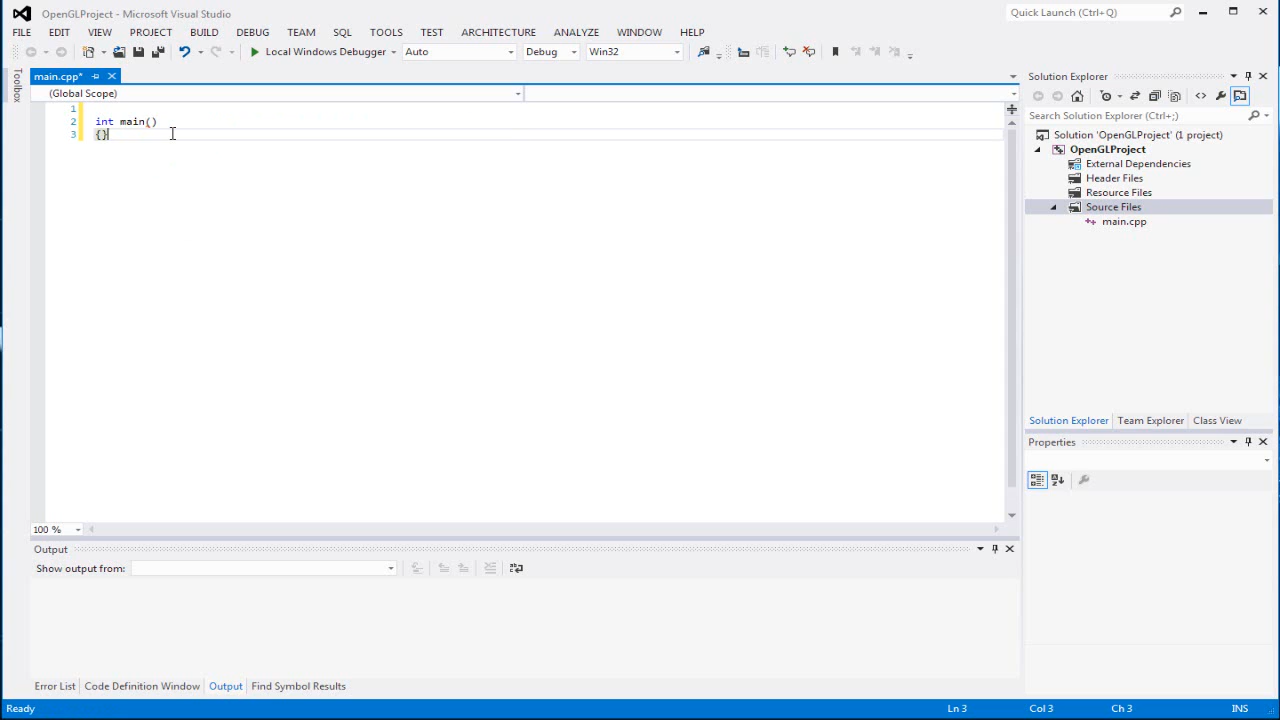 OpenGLProject - Microsoft Visual Studio
Quick Launch (Ctrl+Q)
FILE EDIT VIEW PROJECT BUILD DEBUG TEAM SQL TOOLS TEST ARCHITECTURE ANALYZE WINDOW HELP
Local Windows Debugger Auto Debug Win32
Toolbox
main.cpp*
(Global Scope)
1
2 int main()
3 {}
100 %
Solution Explorer
Search Solution Explorer (Ctrl+;)
Solution 'OpenGLProject' (1 project)
OpenGLProject
External Dependencies
Header Files
Resource Files
Source Files
main.cpp
Solution Explorer Team Explorer Class View
Properties
Output
Show output from:
Error List Code Definition Window Output Find Symbol Results
Ready Ln 3 Col 3 Ch 3 INS